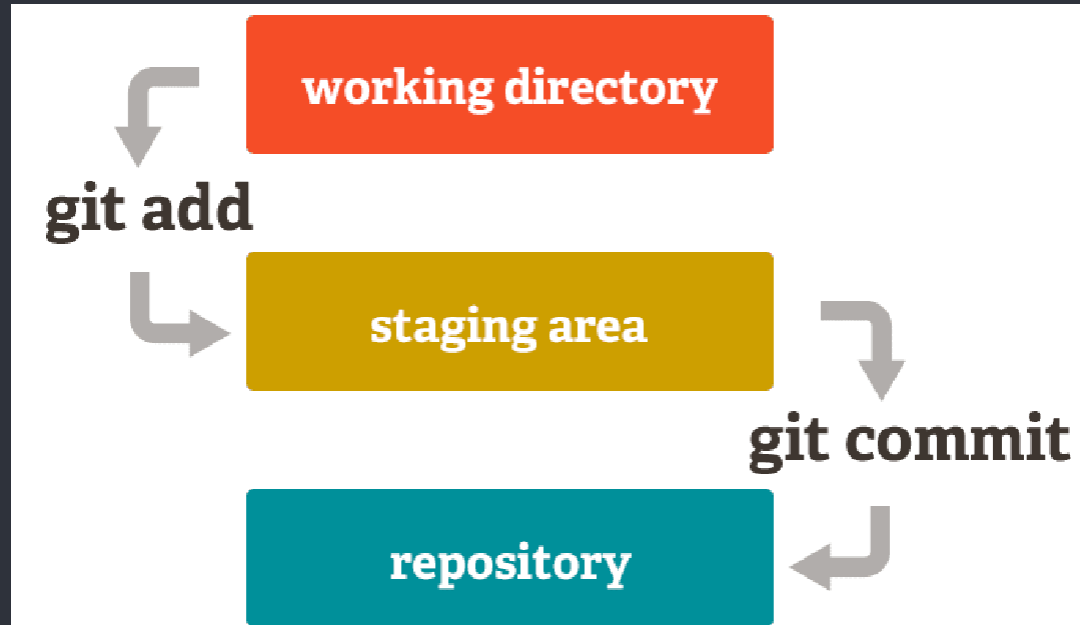 working directory
git add
staging area
git commit
repository